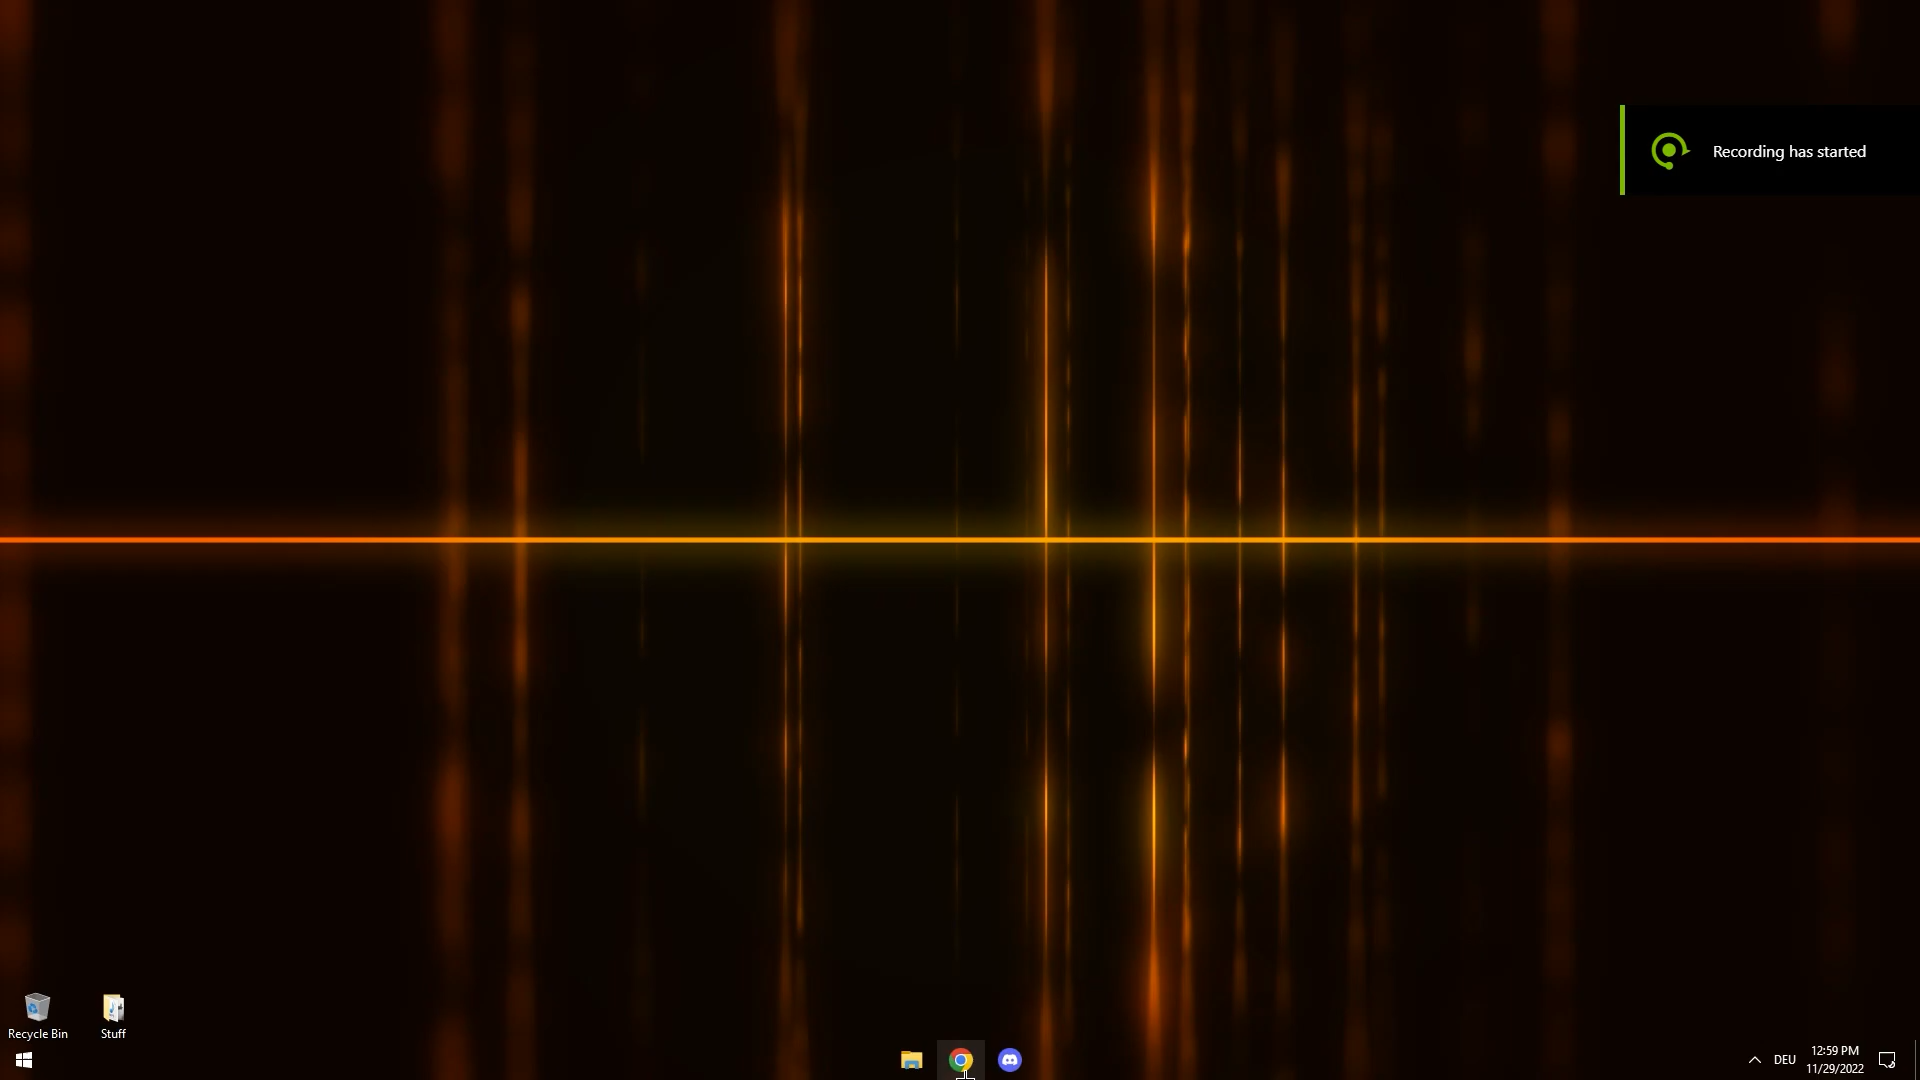 Recording has started
Recycle Bin
Stuff
DEU
12:59 PM
11/29/2022